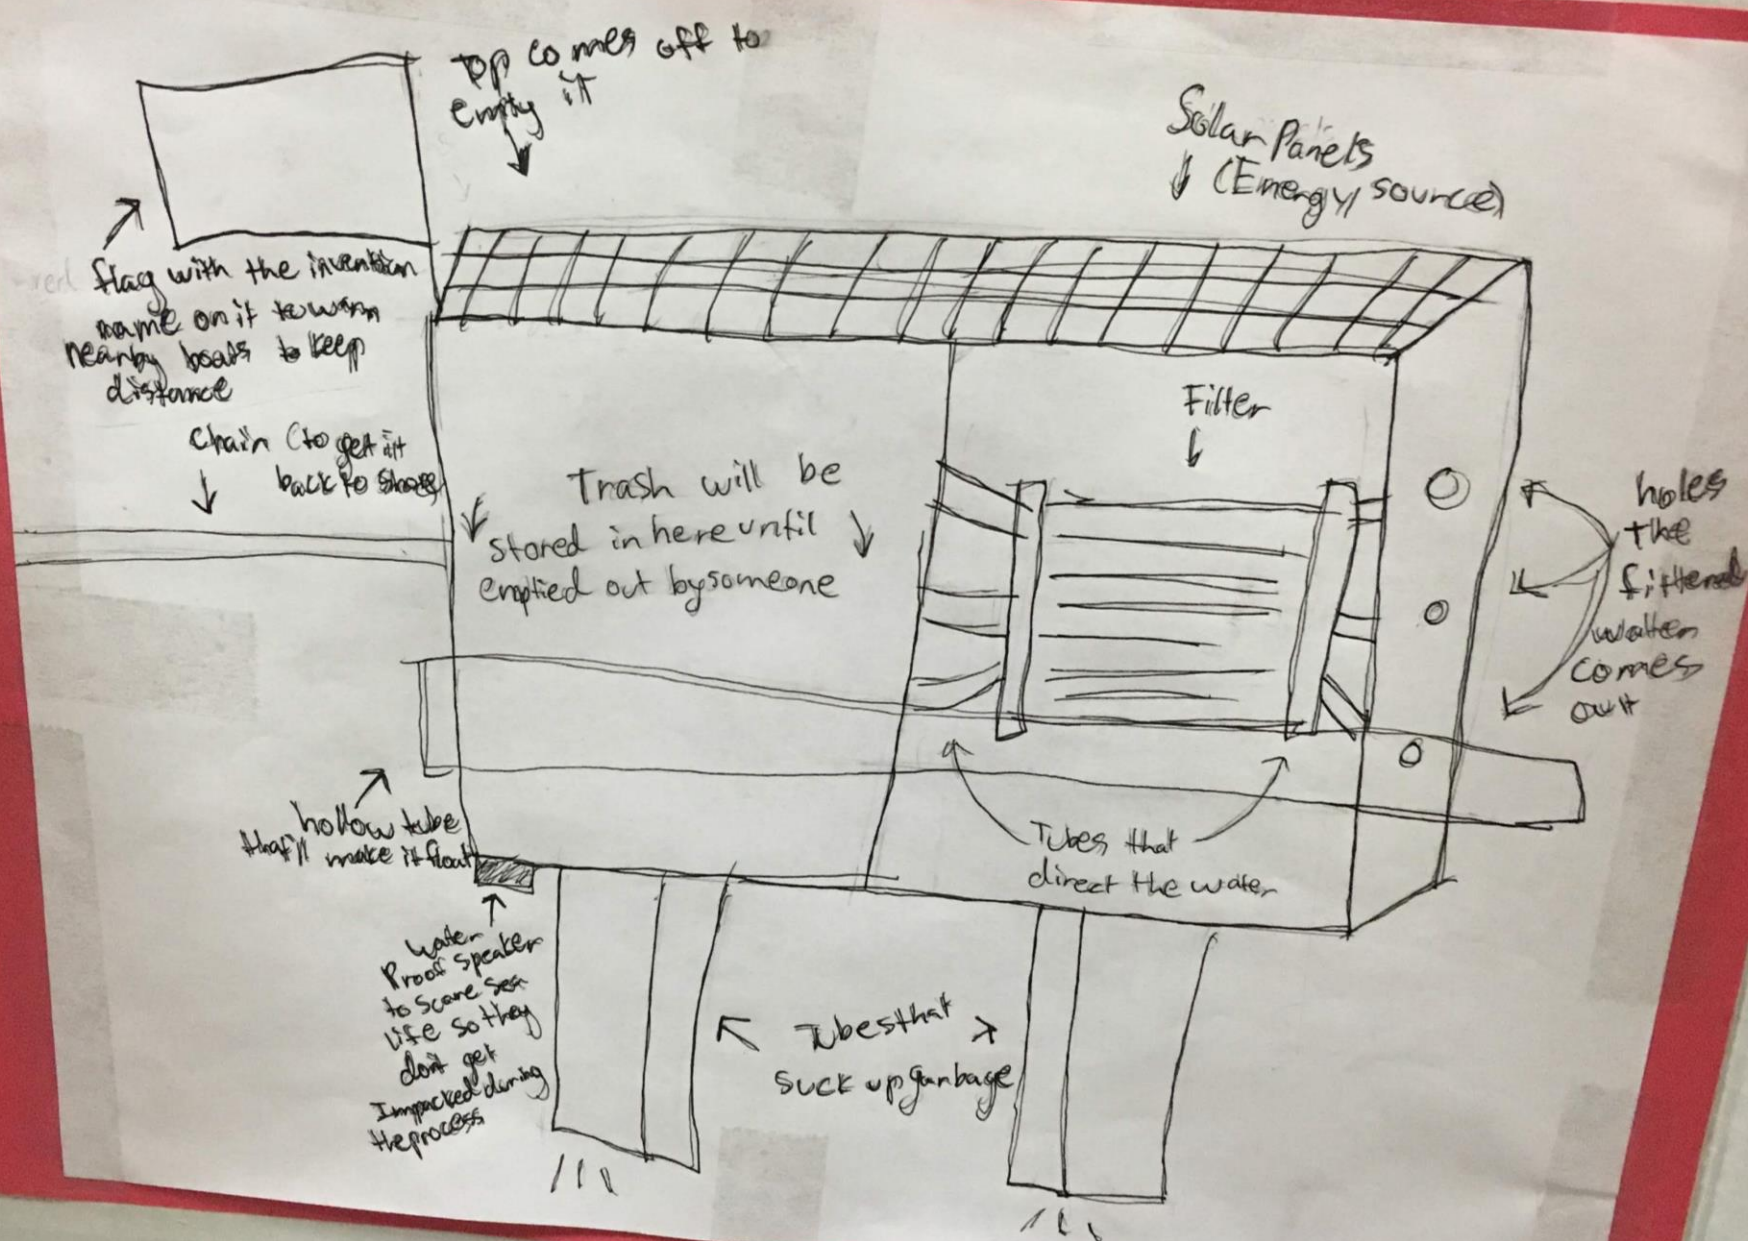 Top comes off to
empty it
Solar Panels
(Energy source)
flag with the invention
name on it to warn
nearby boats to keep
distance
Chain (to get it
back to shore)
Filter
Trash will be
stored in here until
emptied out by someone
holes
the
filtered
water
comes
out
hollow tube
that'll make it float
Tubes that
direct the water
Water
Proof speaker
to scare sea
life so they
don't get
Impacked during
the process
Tubes that
suck up garbage